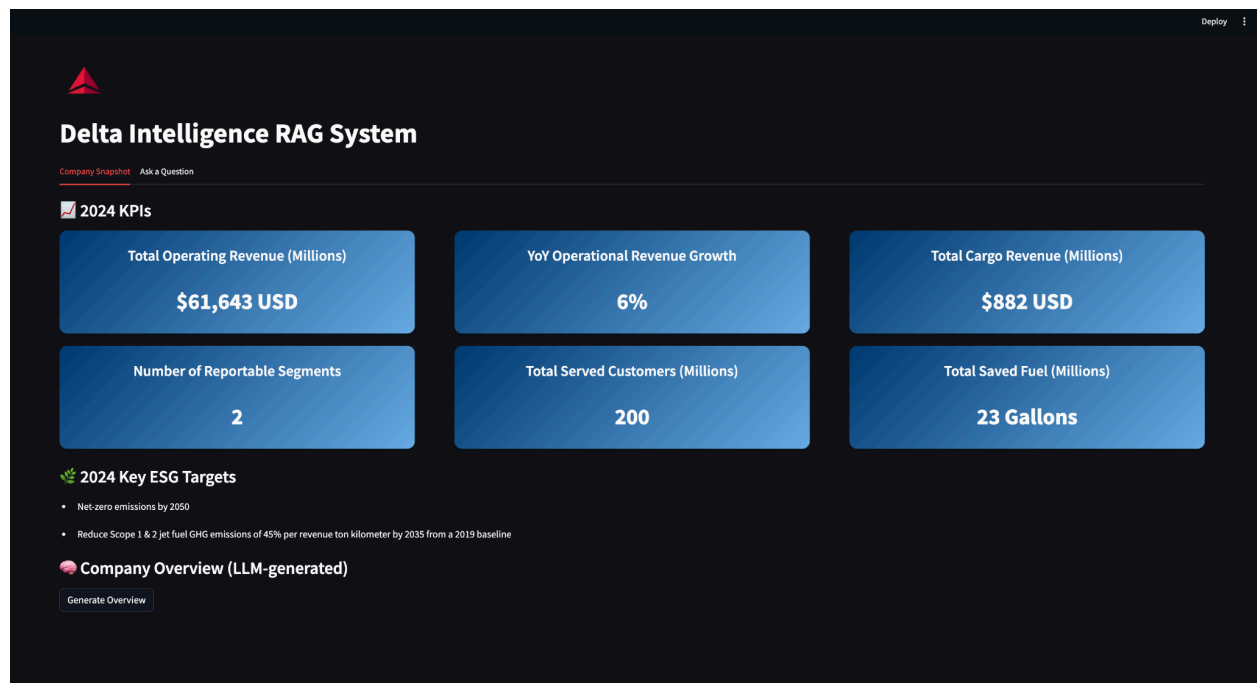 Deploy
Delta Intelligence RAG System
Company Snapshot Ask a Question
📈 2024 KPIs
Total Operating Revenue (Millions) YoY Operational Revenue Growth Total Cargo Revenue (Millions)
$61,643 USD 6% $882 USD
Number of Reportable Segments Total Served Customers (Millions) Total Saved Fuel (Millions)
2 200 23 Gallons
🌿 2024 Key ESG Targets
• Net-zero emissions by 2050
• Reduce Scope 1 & 2 jet fuel GHG emissions of 45% per revenue ton kilometer by 2035 from a 2019 baseline
🧠 Company Overview (LLM-generated)
Generate Overview